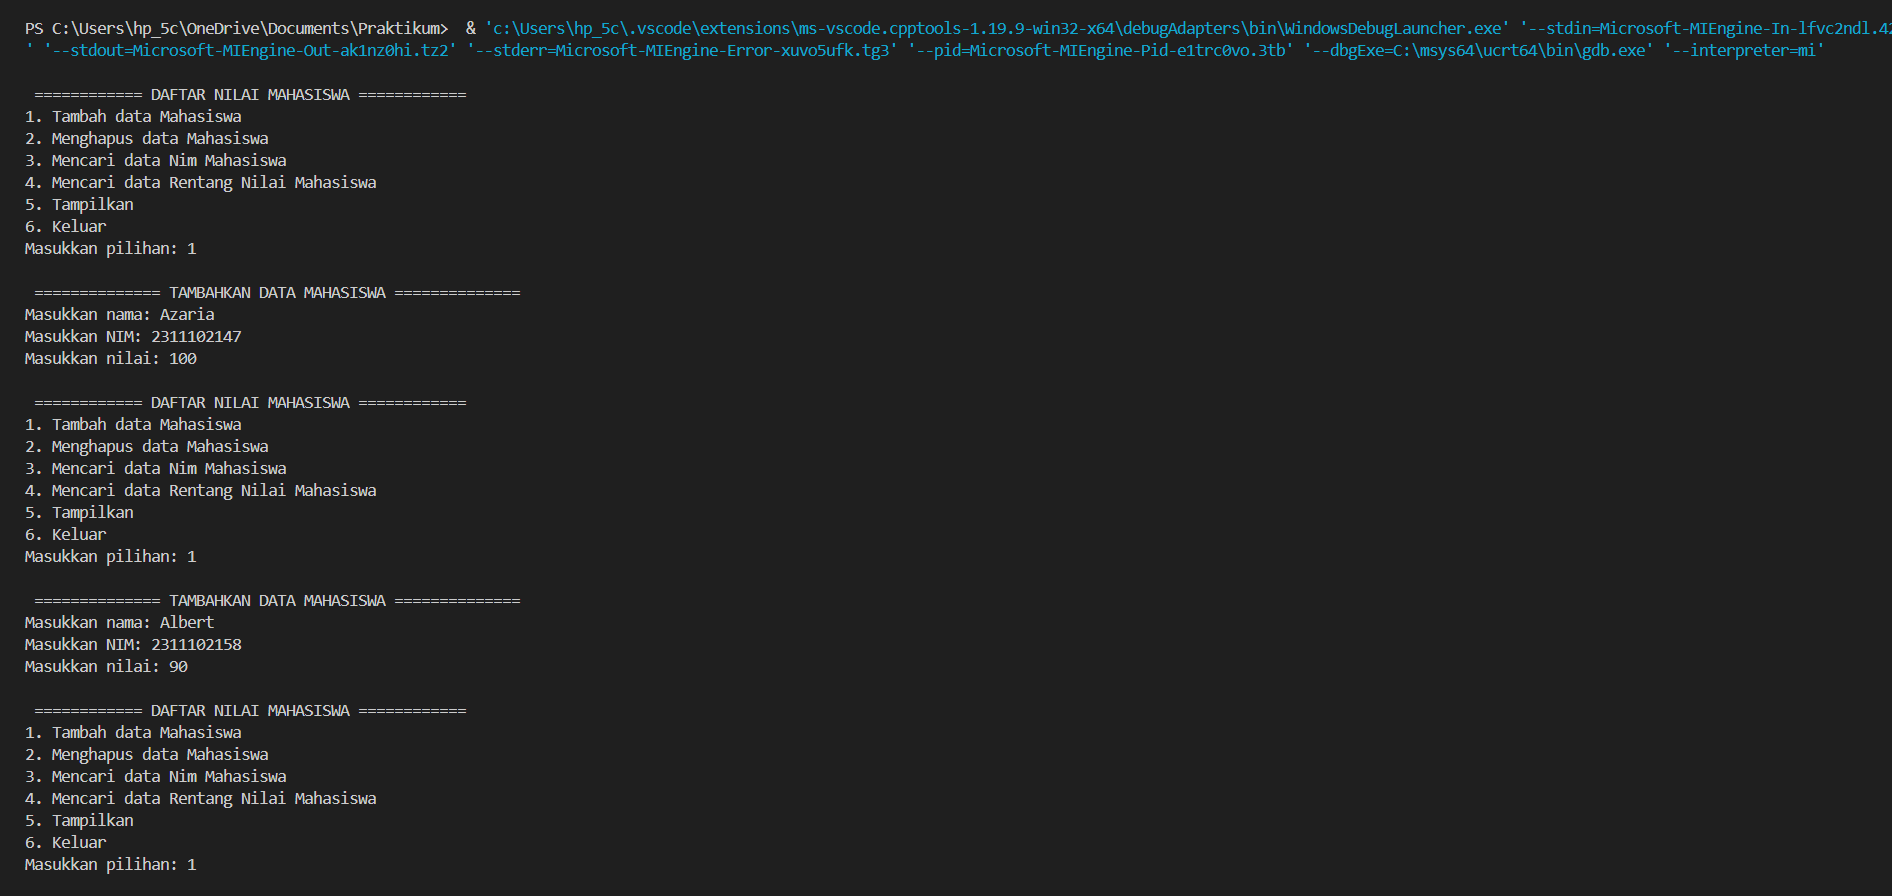 PS C:\Users\hp_5c\OneDrive\Documents\Praktikum>  & 'c:\Users\hp_5c\.vscode\extensions\ms-vscode.cpptools-1.19.9-win32-x64\debugAdapters\bin\WindowsDebugLauncher.exe' '--stdin=Microsoft-MIEngine-In-lfvc2ndl.42
' '--stdout=Microsoft-MIEngine-Out-ak1nz0hi.tz2' '--stderr=Microsoft-MIEngine-Error-xuvo5ufk.tg3' '--pid=Microsoft-MIEngine-Pid-e1trc0vo.3tb' '--dbgExe=C:\msys64\ucrt64\bin\gdb.exe' '--interpreter=mi'
============ DAFTAR NILAI MAHASISWA ============
1. Tambah data Mahasiswa
2. Menghapus data Mahasiswa
3. Mencari data Nim Mahasiswa
4. Mencari data Rentang Nilai Mahasiswa
5. Tampilkan
6. Keluar
Masukkan pilihan: 1
============== TAMBAHKAN DATA MAHASISWA ==============
Masukkan nama: Azaria
Masukkan NIM: 2311102147
Masukkan nilai: 100
============ DAFTAR NILAI MAHASISWA ============
1. Tambah data Mahasiswa
2. Menghapus data Mahasiswa
3. Mencari data Nim Mahasiswa
4. Mencari data Rentang Nilai Mahasiswa
5. Tampilkan
6. Keluar
Masukkan pilihan: 1
============== TAMBAHKAN DATA MAHASISWA ==============
Masukkan nama: Albert
Masukkan NIM: 2311102158
Masukkan nilai: 90
============ DAFTAR NILAI MAHASISWA ============
1. Tambah data Mahasiswa
2. Menghapus data Mahasiswa
3. Mencari data Nim Mahasiswa
4. Mencari data Rentang Nilai Mahasiswa
5. Tampilkan
6. Keluar
Masukkan pilihan: 1